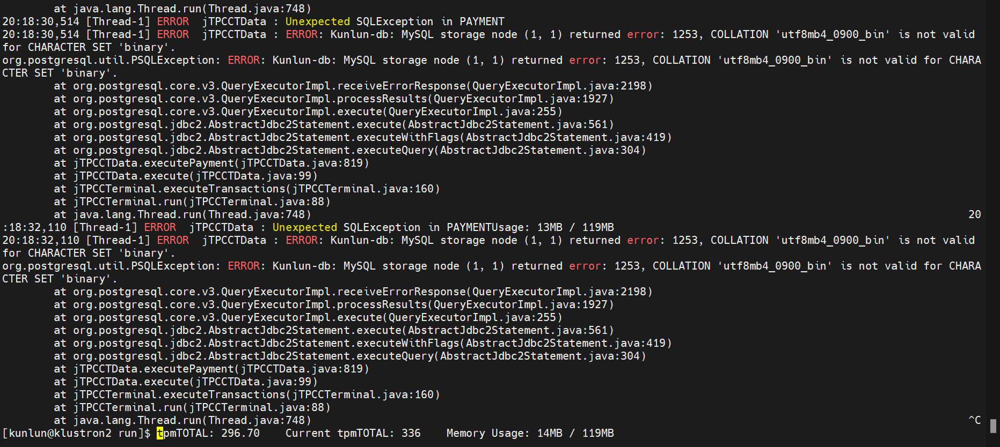 at java.lang.Thread.run(Thread.java:748)
20:18:30,514 [Thread-1] ERROR  jTPCCTData : Unexpected SQLException in PAYMENT
20:18:30,514 [Thread-1] ERROR  jTPCCTData : ERROR: Kunlun-db: MySQL storage node (1, 1) returned error: 1253, COLLATION 'utf8mb4_0900_bin' is not valid
for CHARACTER SET 'binary'.
org.postgresql.util.PSQLException: ERROR: Kunlun-db: MySQL storage node (1, 1) returned error: 1253, COLLATION 'utf8mb4_0900_bin' is not valid for CHARA
CTER SET 'binary'.
at org.postgresql.core.v3.QueryExecutorImpl.receiveErrorResponse(QueryExecutorImpl.java:2198)
at org.postgresql.core.v3.QueryExecutorImpl.processResults(QueryExecutorImpl.java:1927)
at org.postgresql.core.v3.QueryExecutorImpl.execute(QueryExecutorImpl.java:255)
at org.postgresql.jdbc2.AbstractJdbc2Statement.execute(AbstractJdbc2Statement.java:561)
at org.postgresql.jdbc2.AbstractJdbc2Statement.executeWithFlags(AbstractJdbc2Statement.java:419)
at org.postgresql.jdbc2.AbstractJdbc2Statement.executeQuery(AbstractJdbc2Statement.java:304)
at jTPCCTData.executePayment(jTPCCTData.java:819)
at jTPCCTData.execute(jTPCCTData.java:99)
at jTPCCTerminal.executeTransactions(jTPCCTerminal.java:160)
at jTPCCTerminal.run(jTPCCTerminal.java:88)
at java.lang.Thread.run(Thread.java:748) 20
:18:32,110 [Thread-1] ERROR  jTPCCTData : Unexpected SQLException in PAYMENTUsage: 13MB / 119MB
20:18:32,110 [Thread-1] ERROR  jTPCCTData : ERROR: Kunlun-db: MySQL storage node (1, 1) returned error: 1253, COLLATION 'utf8mb4_0900_bin' is not valid
for CHARACTER SET 'binary'.
org.postgresql.util.PSQLException: ERROR: Kunlun-db: MySQL storage node (1, 1) returned error: 1253, COLLATION 'utf8mb4_0900_bin' is not valid for CHARA
CTER SET 'binary'.
at org.postgresql.core.v3.QueryExecutorImpl.receiveErrorResponse(QueryExecutorImpl.java:2198)
at org.postgresql.core.v3.QueryExecutorImpl.processResults(QueryExecutorImpl.java:1927)
at org.postgresql.core.v3.QueryExecutorImpl.execute(QueryExecutorImpl.java:255)
at org.postgresql.jdbc2.AbstractJdbc2Statement.execute(AbstractJdbc2Statement.java:561)
at org.postgresql.jdbc2.AbstractJdbc2Statement.executeWithFlags(AbstractJdbc2Statement.java:419)
at org.postgresql.jdbc2.AbstractJdbc2Statement.executeQuery(AbstractJdbc2Statement.java:304)
at jTPCCTData.executePayment(jTPCCTData.java:819)
at jTPCCTData.execute(jTPCCTData.java:99)
at jTPCCTerminal.executeTransactions(jTPCCTerminal.java:160)
at jTPCCTerminal.run(jTPCCTerminal.java:88)
at java.lang.Thread.run(Thread.java:748) ^C
[kunlun@klustron2 run]$ tpmTOTAL: 296.70    Current tpmTOTAL: 336    Memory Usage: 14MB / 119MB